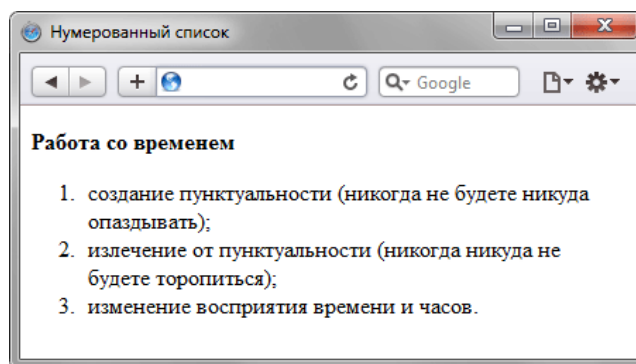 Нумерованный список
Google
Работа со временем
1. создание пунктуальности (никогда не будете никуда
опаздывать);
2. излечение от пунктуальности (никогда никуда не
будете торопиться);
3. изменение восприятия времени и часов.